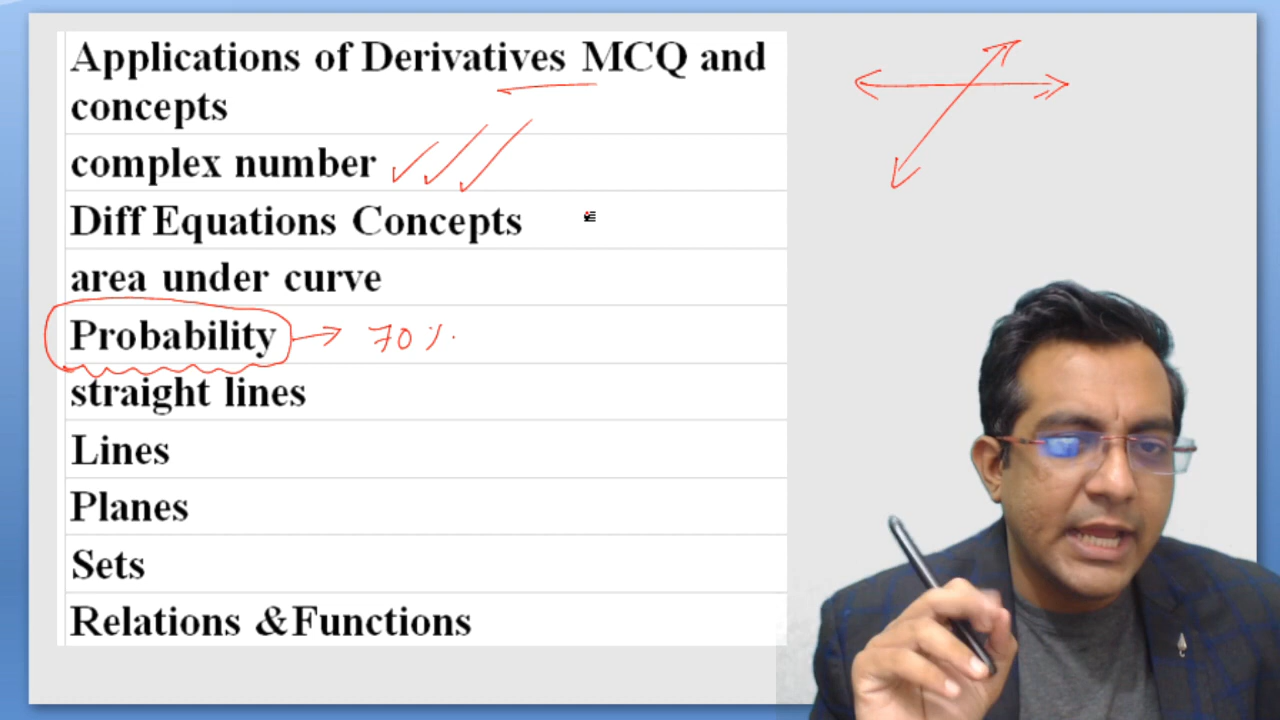 Applications of Derivatives MCQ and
concepts
complex number
Diff Equations Concepts
area under curve
Probability 70%
straight lines
Lines
Planes
Sets
Relations &Functions